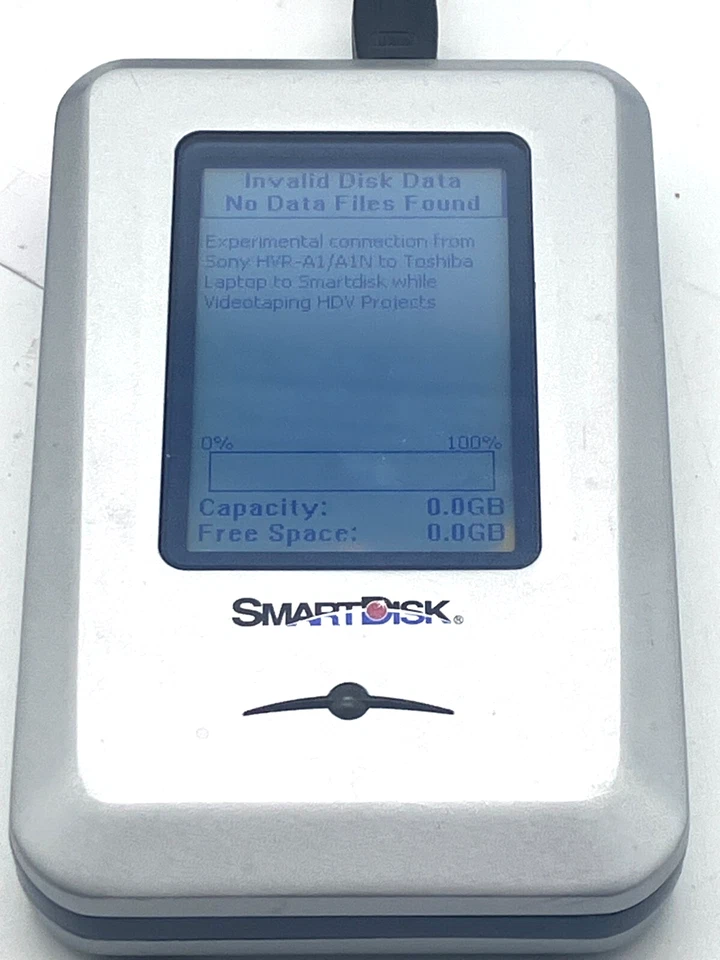 Invalid Disk Data
No Data Files Found
Experimental connection from
Sony HVR-A1/A1N to Toshiba
Laptop to Smartdisk while
Videotaping HDV Projects
0% 100%
Capacity: 0.0GB
Free Space: 0.0GB
SMARTDISK®